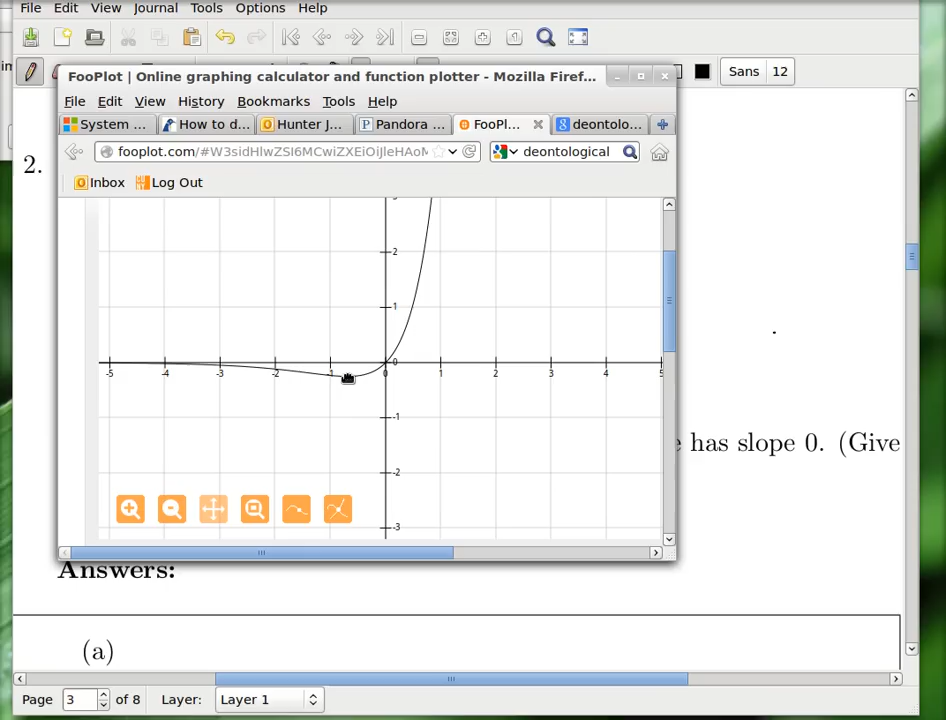 File Edit View Journal Tools Options Help
Sans 12
FooPlot | Online graphing calculator and function plotter - Mozilla Firef...
File Edit View History Bookmarks Tools Help
System ... How to d... Hunter J... Pandora ... FooPl... deontolo...
fooplot.com/#W3sidHlwZSI6MCwiZXEiOiJleHAoM deontological
Inbox Log Out
2.
2
1
0
-5 -4 -3 -2 -1 0 1 2 3 4 5
-1
-2
-3
has slope 0. (Give
Answers:
(a)
Page 3 of 8 Layer: Layer 1